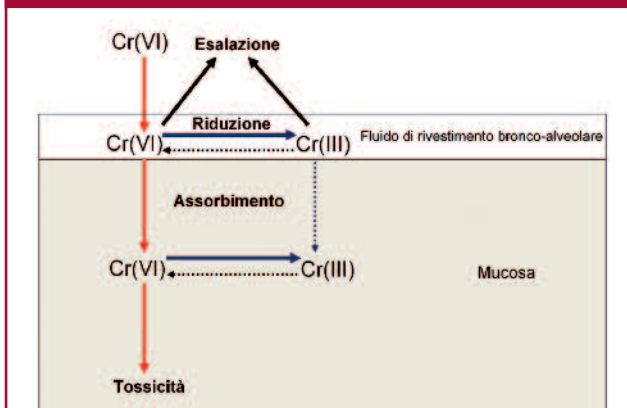 Cr(VI) Esalazione
Riduzione
Cr(VI) Cr(III) Fluido di rivestimento bronco-alveolare
Assorbimento
Cr(VI) Cr(III) Mucosa
Tossicità